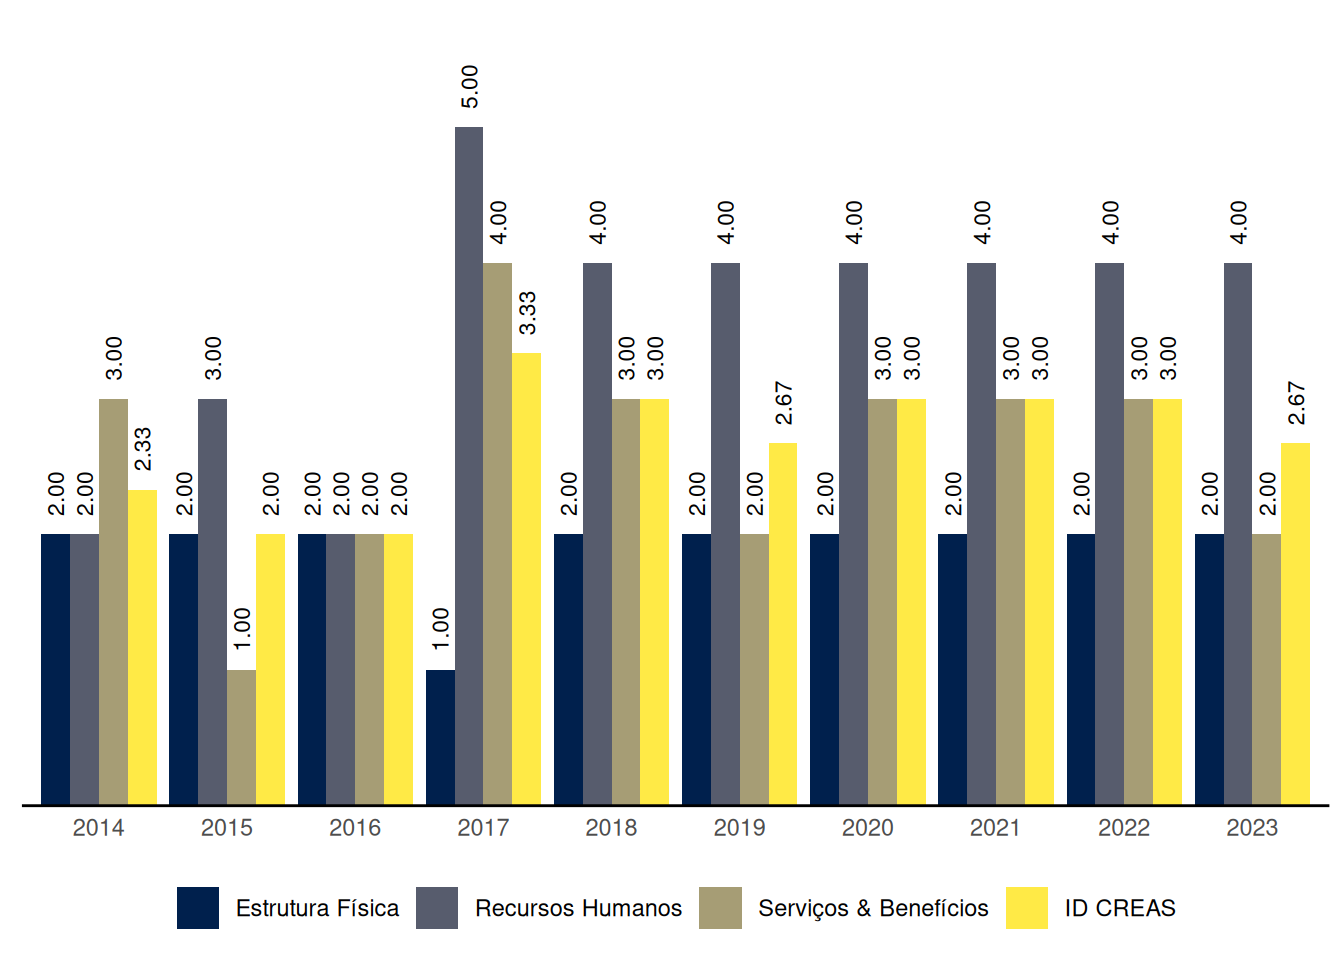 5.00
4.00 4.00 4.00 4.00 4.00 4.00 4.00
3.33
3.00 3.00 3.00 3.00 3.00 3.00 3.00 3.00 3.00 3.00
2.67 2.67
2.33
2.00 2.00 2.00 2.00 2.00 2.00 2.00 2.00 2.00 2.00 2.00 2.00 2.00 2.00 2.00 2.00
1.00 1.00
2014 2015 2016 2017 2018 2019 2020 2021 2022 2023
Estrutura Física Recursos Humanos Serviços & Benefícios ID CREAS